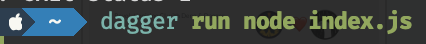 ~ dagger run node index.js